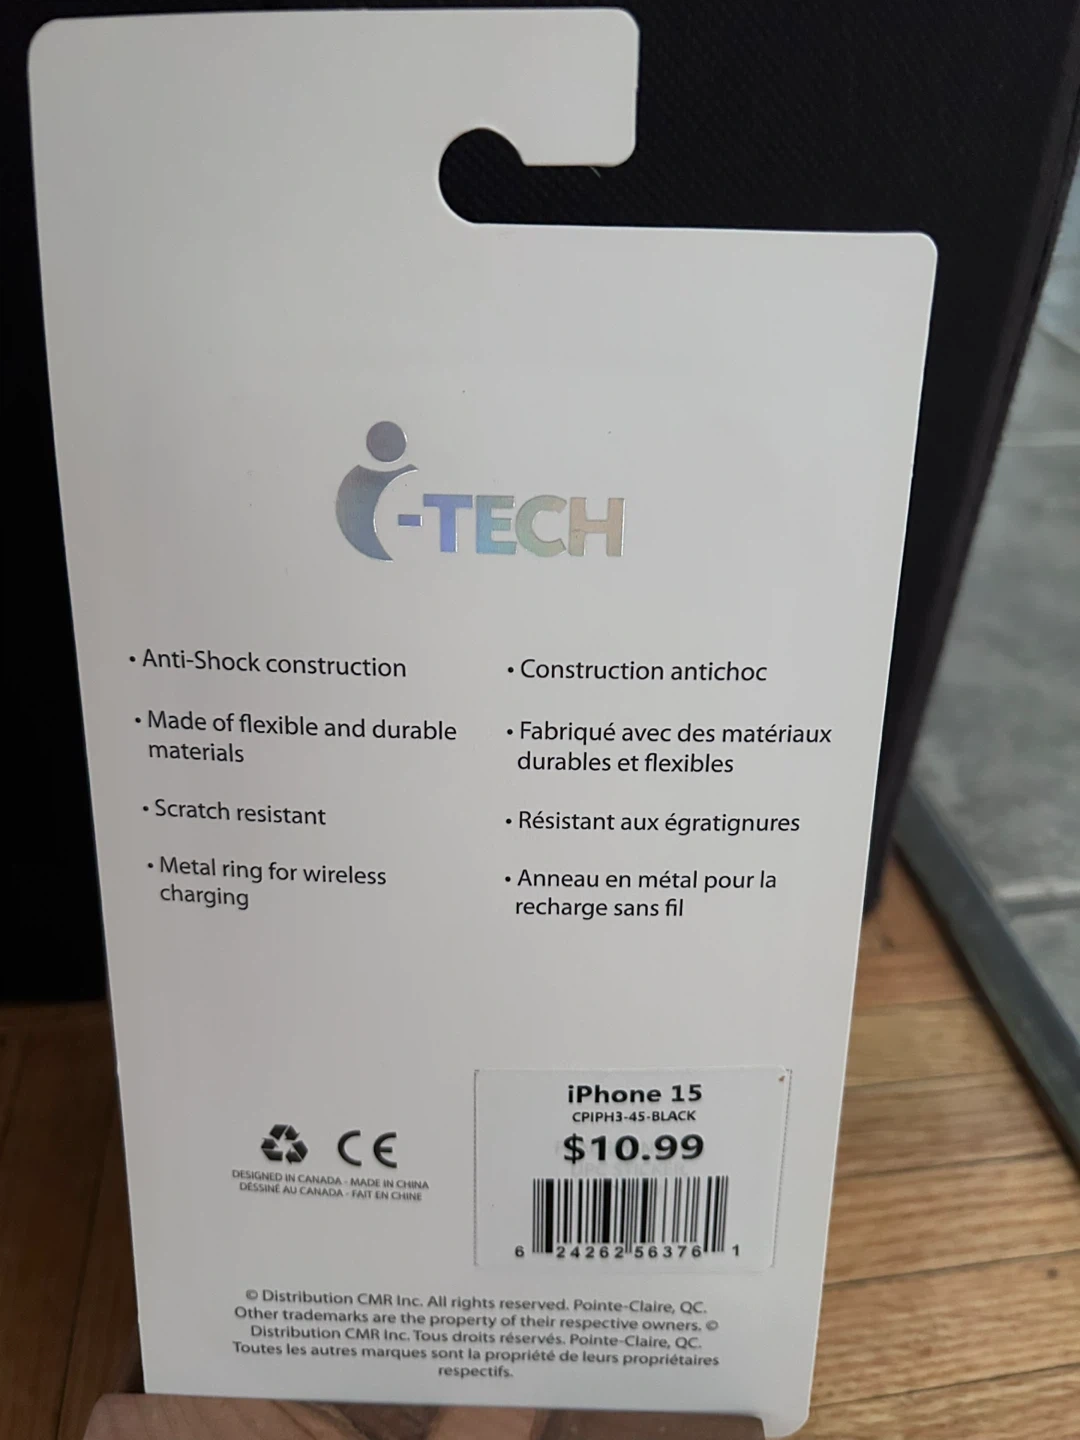 i-TECH
• Anti-Shock construction
• Made of flexible and durable
materials
• Scratch resistant
• Metal ring for wireless
charging
• Construction antichoc
• Fabriqué avec des matériaux
durables et flexibles
• Résistant aux égratignures
• Anneau en métal pour la
recharge sans fil
iPhone 15
CPIPH3-45-BLACK
$10.99
6 24262 56376 1
CE
DESIGNED IN CANADA - MADE IN CHINA
DESSINÉ AU CANADA - FAIT EN CHINE
© Distribution CMR Inc. All rights reserved. Pointe-Claire, QC.
Other trademarks are the property of their respective owners. ©
Distribution CMR Inc. Tous droits réservés. Pointe-Claire, QC.
Toutes les autres marques sont la propriété de leurs propriétaires
respectifs.